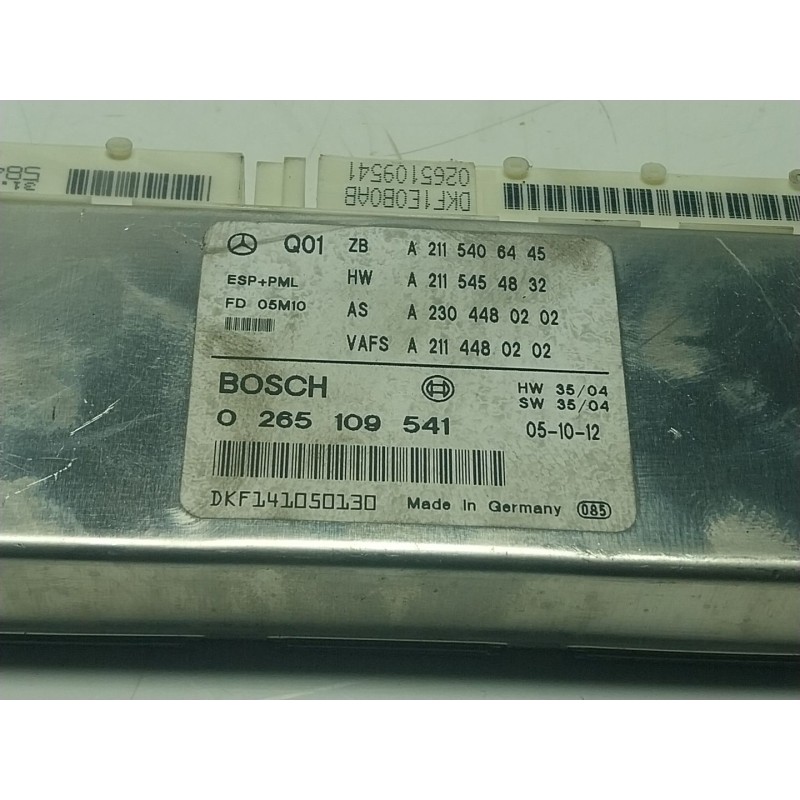 31.
584
DKF1E0B0AB
0265109541
Q01 ZB A 211 540 64 45
ESP+PML HW A 211 545 48 32
FD 05M10 AS A 230 448 02 02
VAFS A 211 448 02 02
BOSCH HW 35/04
SW 35/04
0 265 109 541 05-10-12
DKF141050130 Made in Germany 085